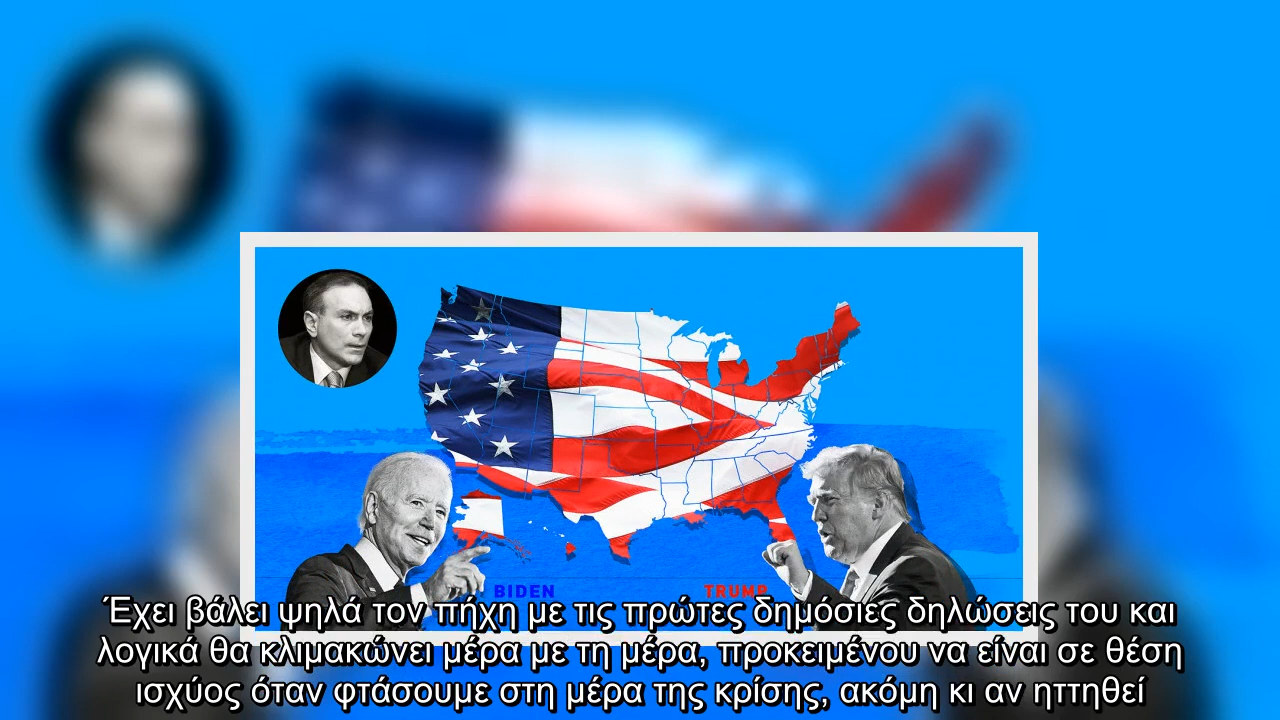 BIDEN
TRUMP
Έχει βάλει ψηλά τον πήχη με τις πρώτες δημόσιες δηλώσεις του και
λογικά θα κλιμακώνει μέρα με τη μέρα, προκειμένου να είναι σε θέση
ισχύος όταν φτάσουμε στη μέρα της κρίσης, ακόμη κι αν ηττηθεί